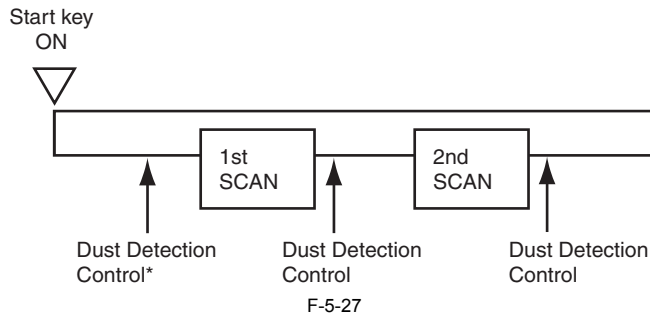 Start key
ON
1st
SCAN
2nd
SCAN
Dust Detection
Control*
Dust Detection
Control
Dust Detection
Control
F-5-27